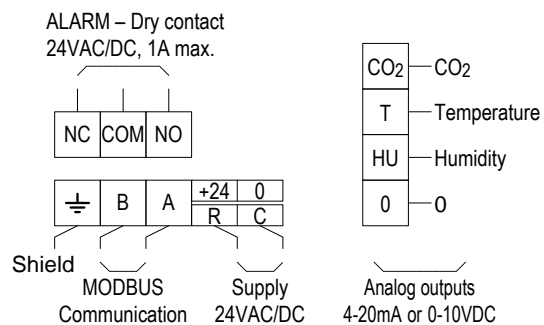 ALARM – Dry contact
24VAC/DC, 1A max.
NC COM NO
B A +24 0
R C
Shield
MODBUS
Communication
Supply
24VAC/DC
CO2 CO2
T Temperature
HU Humidity
0 O
Analog outputs
4-20mA or 0-10VDC